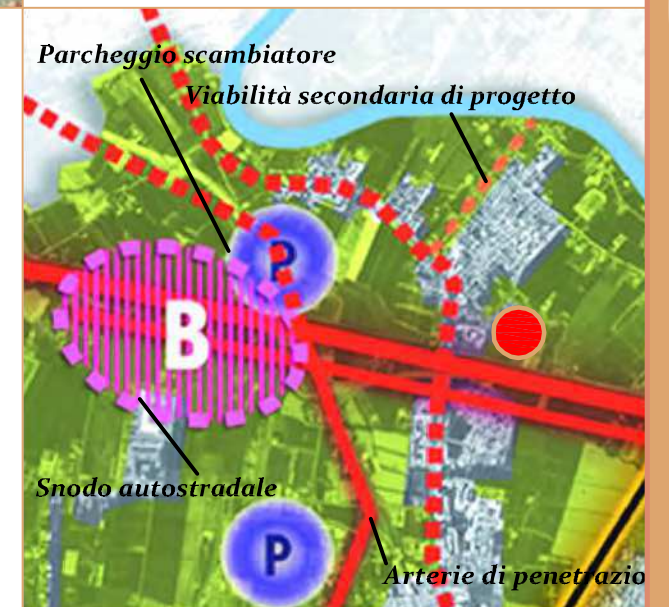 Parcheggio scambiatore
Viabilità secondaria di progetto
P
B
Snodo autostradale
P
Arterie di penetrazio